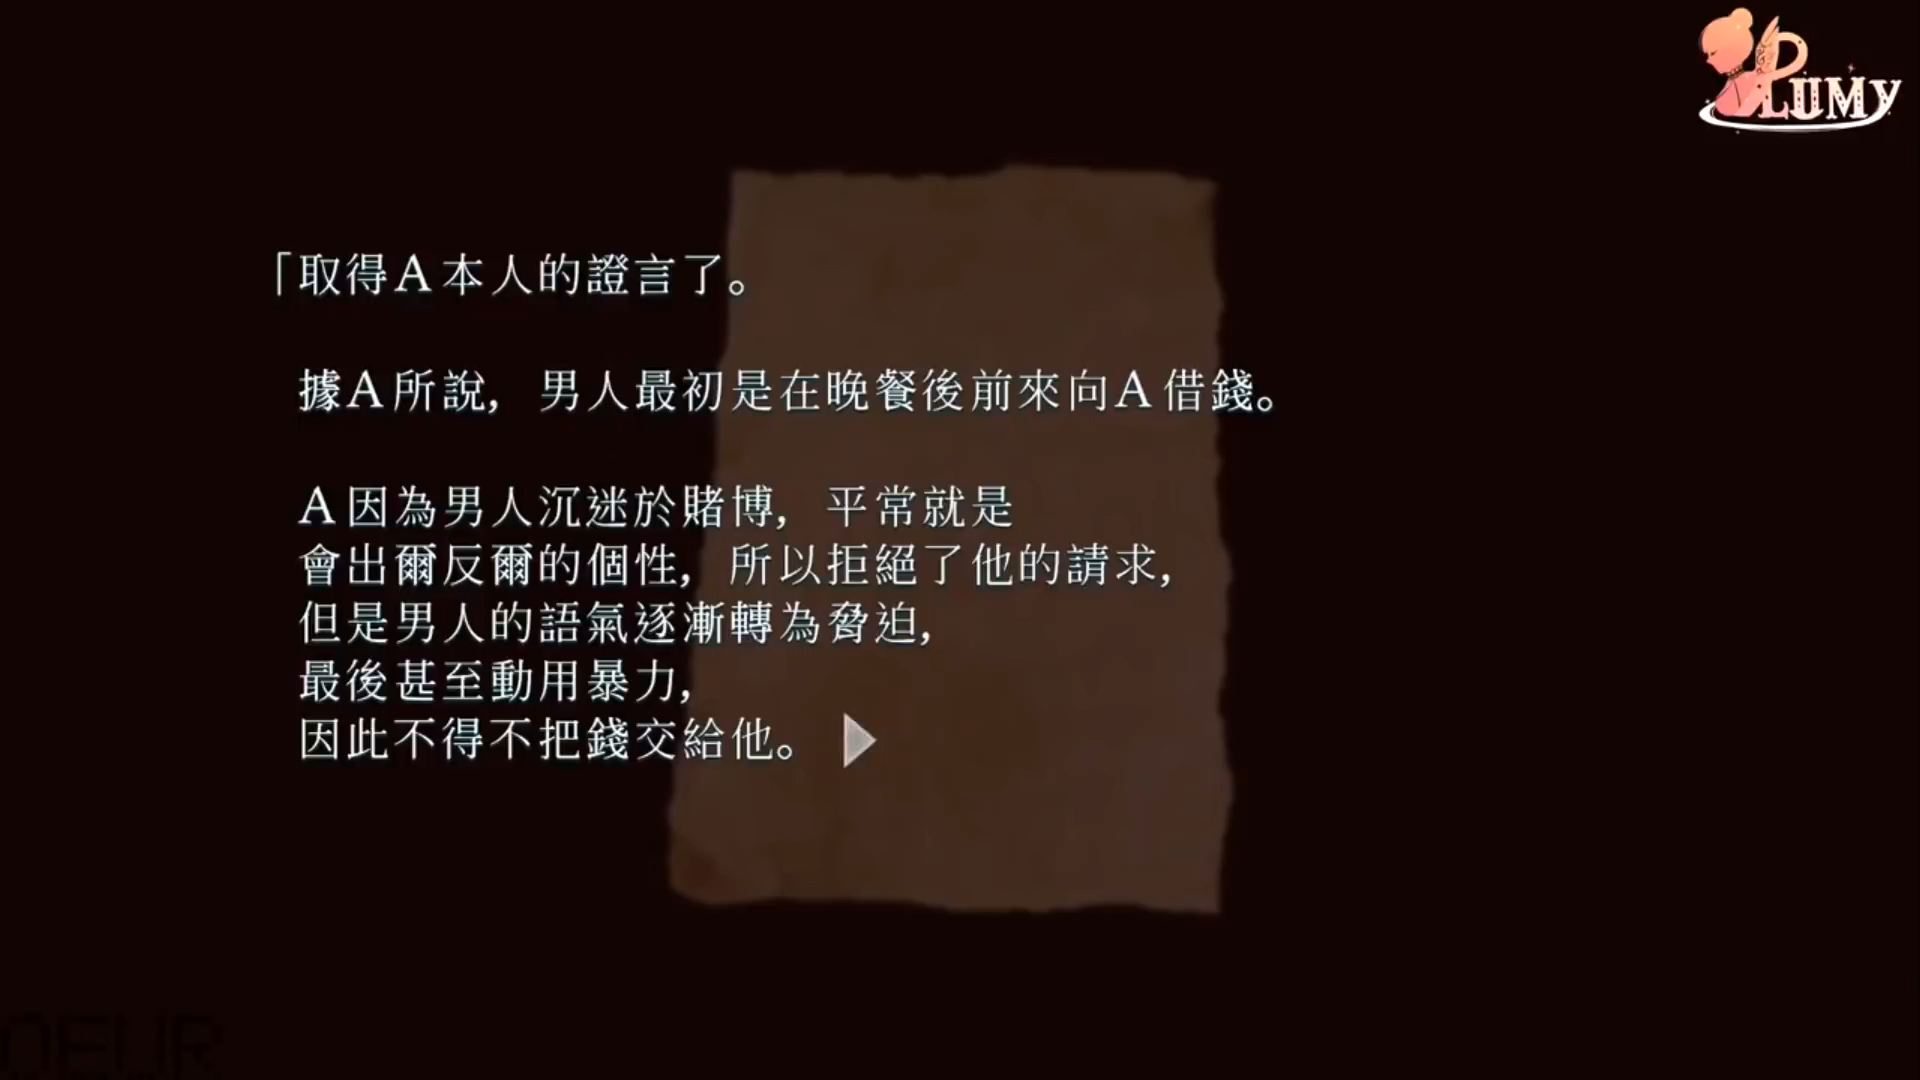 PLUMY
「取得A本人的證言了。
據A所說，男人最初是在晚餐後前來向A借錢。
A因為男人沉迷於賭博，平常就是
會出爾反爾的個性，所以拒絕了他的請求，
但是男人的語氣逐漸轉為脅迫，
最後甚至動用暴力，
因此不得不把錢交給他。